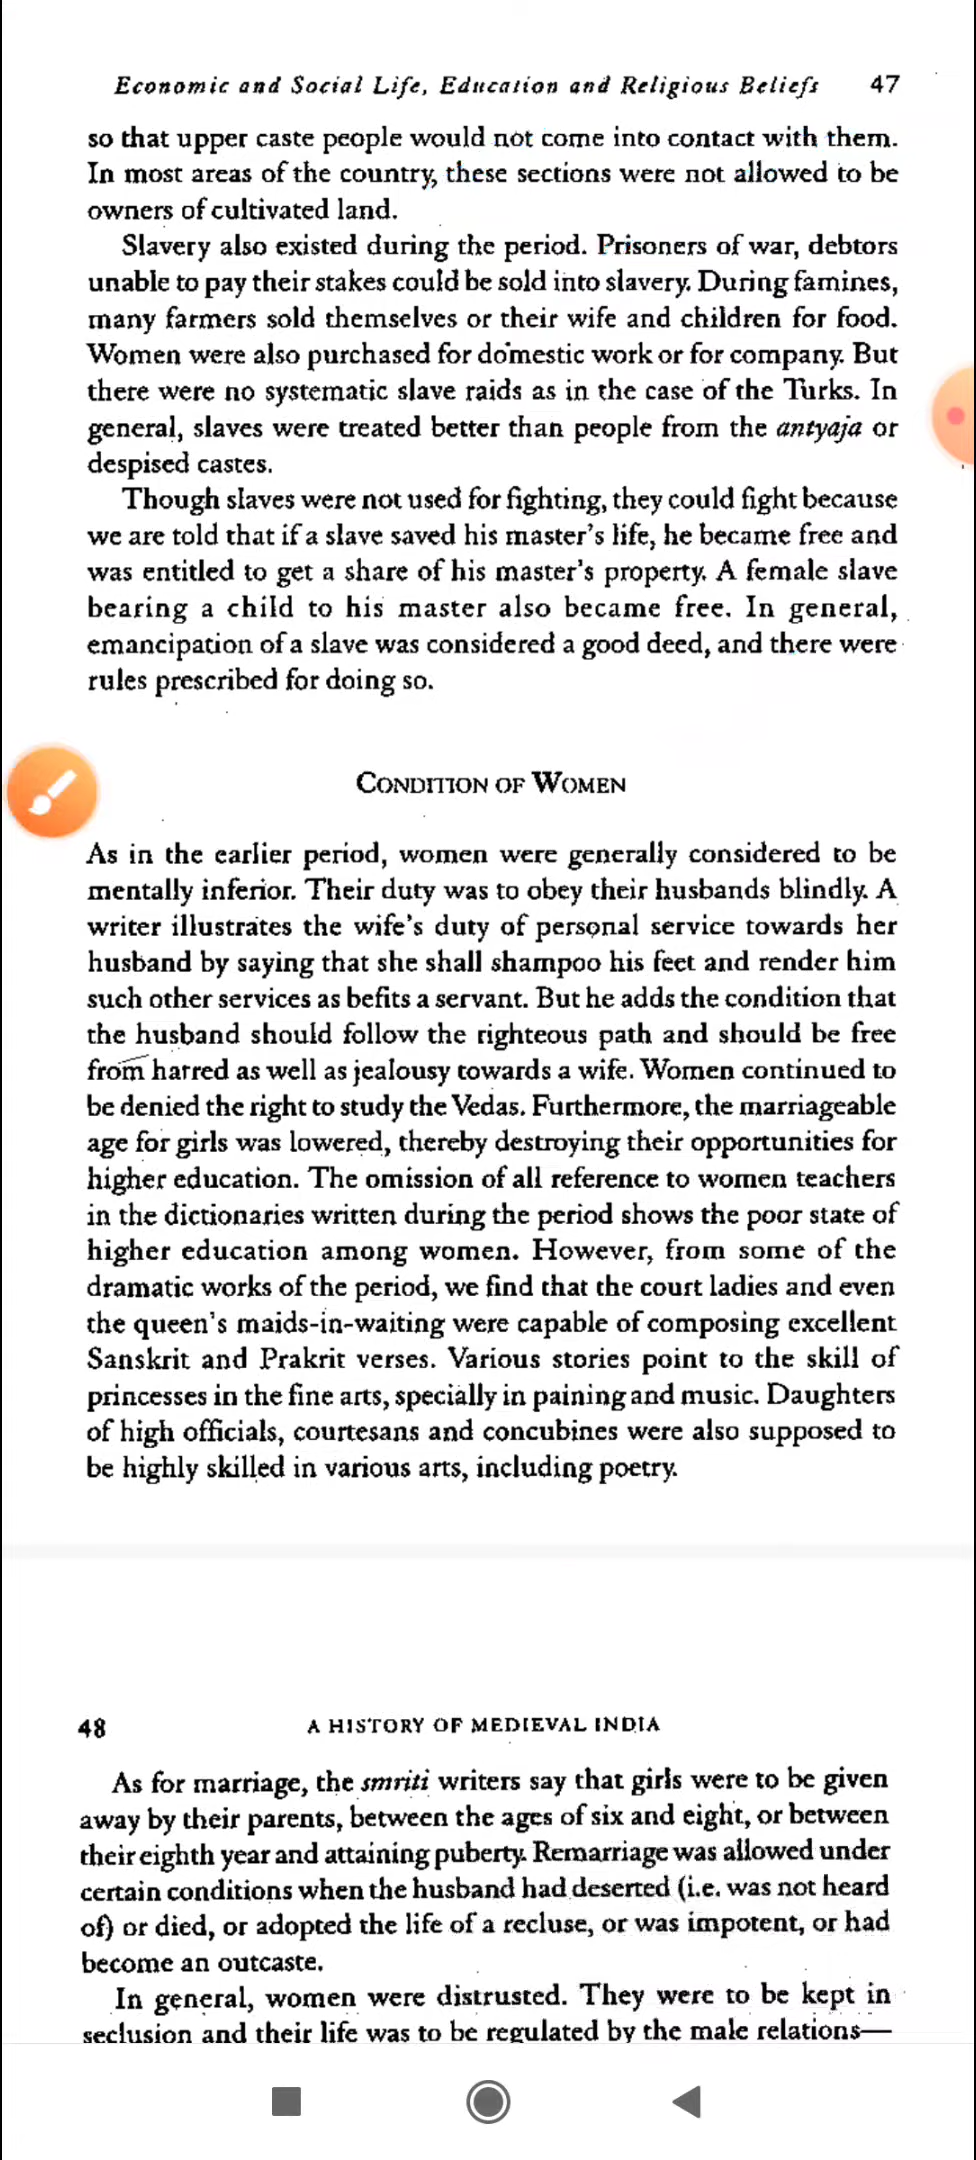 Economic and Social Life, Education and Religious Beliefs 47
so that upper caste people would not come into contact with them.
In most areas of the country, these sections were not allowed to be
owners of cultivated land.
Slavery also existed during the period. Prisoners of war, debtors
unable to pay their stakes could be sold into slavery. During famines,
many farmers sold themselves or their wife and children for food.
Women were also purchased for domestic work or for company. But
there were no systematic slave raids as in the case of the Turks. In
general, slaves were treated better than people from the antyaja or
despised castes.
Though slaves were not used for fighting, they could fight because
we are told that if a slave saved his master's life, he became free and
was entitled to get a share of his master's property. A female slave
bearing a child to his master also became free. In general,
emancipation of a slave was considered a good deed, and there were
rules prescribed for doing so.
CONDITION OF WOMEN
As in the earlier period, women were generally considered to be
mentally inferior. Their duty was to obey their husbands blindly. A
writer illustrates the wife's duty of personal service towards her
husband by saying that she shall shampoo his feet and render him
such other services as befits a servant. But he adds the condition that
the husband should follow the righteous path and should be free
from harred as well as jealousy towards a wife. Women continued to
be denied the right to study the Vedas. Furthermore, the marriageable
age for girls was lowered, thereby destroying their opportunities for
higher education. The omission of all reference to women teachers
in the dictionaries written during the period shows the poor state of
higher education among women. However, from some of the
dramatic works of the period, we find that the court ladies and even
the queen's maids-in-waiting were capable of composing excellent
Sanskrit and Prakrit verses. Various stories point to the skill of
princesses in the fine arts, specially in paining and music. Daughters
of high officials, courtesans and concubines were also supposed to
be highly skilled in various arts, including poetry.
48 A HISTORY OF MEDIEVAL INDIA
As for marriage, the smriti writers say that girls were to be given
away by their parents, between the ages of six and eight, or between
their eighth year and attaining puberty. Remarriage was allowed under
certain conditions when the husband had deserted (i.e. was not heard
of) or died, or adopted the life of a recluse, or was impotent, or had
become an outcaste.
In general, women were distrusted. They were to be kept in
seclusion and their life was to be regulated by the male relations—